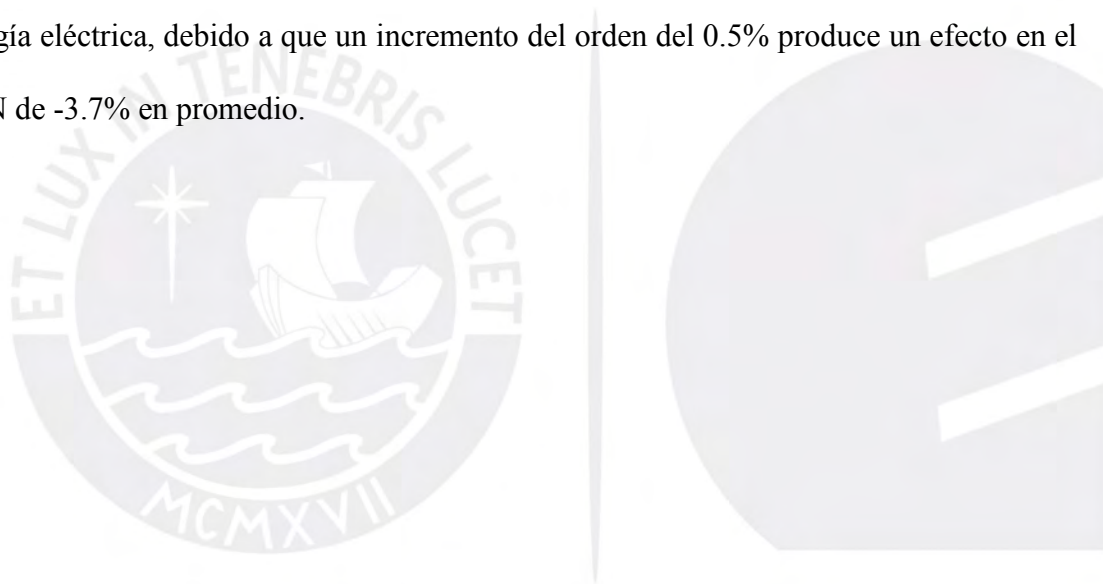 gía eléctrica, debido a que un incremento del orden del 0.5% produce un efecto en el
de -3.7% en promedio.
ET LUX IN TENEBRIS LUCET
MCMXVII